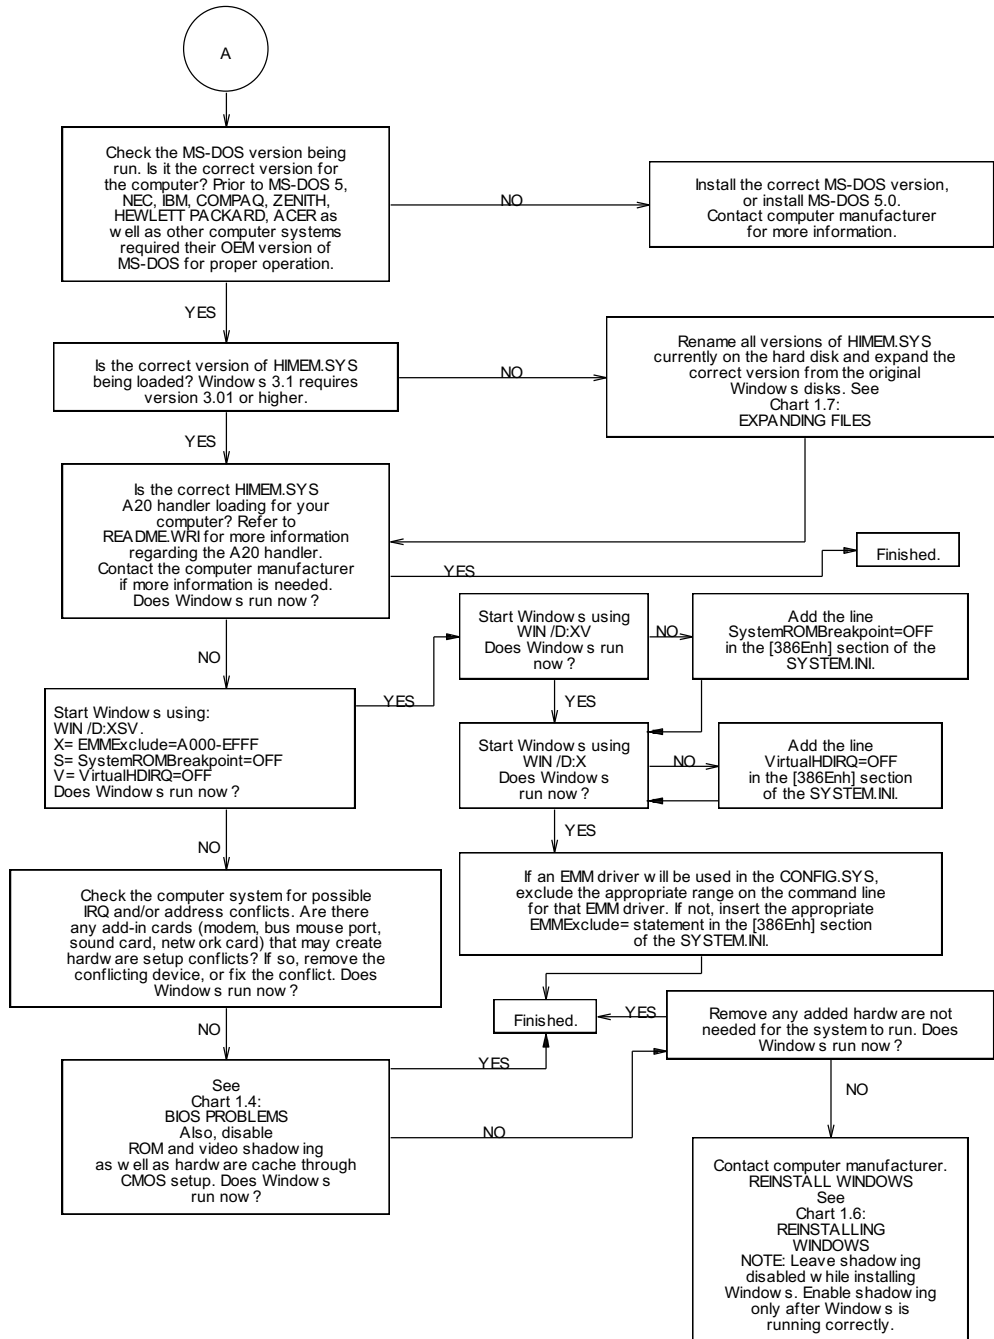 A
Check the MS-DOS version being
run. Is it the correct version for
the computer? Prior to MS-DOS 5,
NEC, IBM, COMPAQ, ZENITH,
HEWLETT PACKARD, ACER as
well as other computer systems
required their OEM version of
MS-DOS for proper operation.
NO
Install the correct MS-DOS version,
or install MS-DOS 5.0.
Contact computer manufacturer
for more information.
YES
Is the correct version of HIMEM.SYS
being loaded? Windows 3.1 requires
version 3.01 or higher.
NO
Rename all versions of HIMEM.SYS
currently on the hard disk and expand the
correct version from the original
Windows disks. See
Chart 1.7:
EXPANDING FILES
YES
Is the correct HIMEM.SYS
A20 handler loading for your
computer? Refer to
README.WRI for more information
regarding the A20 handler.
Contact the computer manufacturer
if more information is needed.
Does Windows run now?
YES
Finished.
NO
Start Windows using:
WIN /D:XSV.
X= EMMExclude=A000-EFFF
S= SystemROMBreakpoint=OFF
V= VirtualHDIRQ=OFF
Does Windows run now?
YES
Start Windows using
WIN /D:XV
Does Windows run
now?
NO
Add the line
SystemROMBreakpoint=OFF
in the [386Enh] section of the
SYSTEM.INI.
YES
Start Windows using
WIN /D:X
Does Windows
run now?
NO
Add the line
VirtualHDIRQ=OFF
in the [386Enh] section
of the SYSTEM.INI.
YES
If an EMM driver will be used in the CONFIG.SYS,
exclude the appropriate range on the command line
for that EMM driver. If not, insert the appropriate
EMMExclude= statement in the [386Enh] section
of the SYSTEM.INI.
NO
Check the computer system for possible
IRQ and/or address conflicts. Are there
any add-in cards (modem, bus mouse port,
sound card, network card) that may create
hardware setup conflicts? If so, remove the
conflicting device, or fix the conflict. Does
Windows run now?
Finished.
YES
Remove any added hardware are not
needed for the system to run. Does
Windows run now?
NO
See
Chart 1.4:
BIOS PROBLEMS
Also, disable
ROM and video shadowing
as well as hardware cache through
CMOS setup. Does Windows
run now?
YES
NO
NO
Contact computer manufacturer.
REINSTALL WINDOWS
See
Chart 1.6:
REINSTALLING
WINDOWS
NOTE: Leave shadowing
disabled while installing
Windows. Enable shadowing
only after Windows is
running correctly.